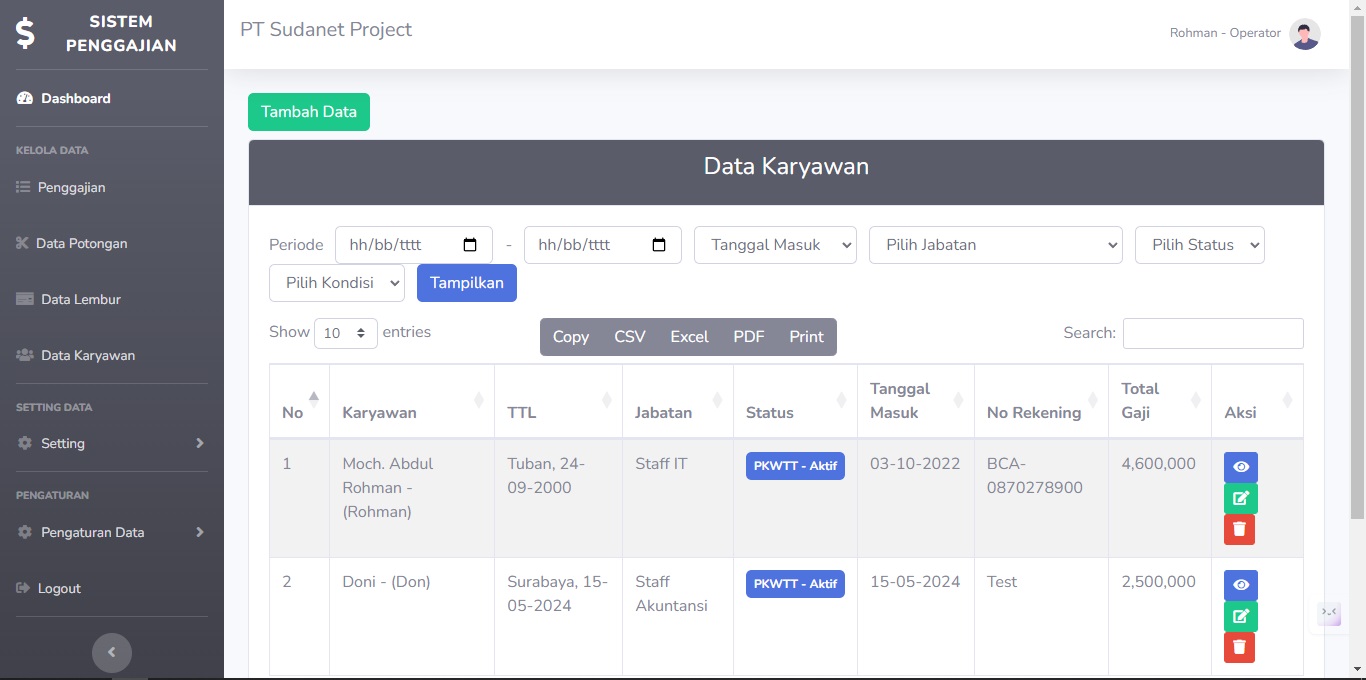 SISTEM
PENGGAJIAN
PT Sudanet Project
Rohman - Operator
Dashboard
KELOLA DATA
Penggajian
Data Potongan
Data Lembur
Data Karyawan
SETTING DATA
Setting
PENGATURAN
Pengaturan Data
Logout
Tambah Data
Data Karyawan
Periode hh/bb/tttt - hh/bb/tttt Tanggal Masuk Pilih Jabatan Pilih Status
Pilih Kondisi Tampilkan
Show 10 entries Copy CSV Excel PDF Print Search:
No Karyawan TTL Jabatan Status Tanggal Masuk No Rekening Total Gaji Aksi
1 Moch. Abdul Rohman - (Rohman) Tuban, 24-09-2000 Staff IT PKWTT - Aktif 03-10-2022 BCA-0870278900 4,600,000
2 Doni - (Don) Surabaya, 15-05-2024 Staff Akuntansi PKWTT - Aktif 15-05-2024 Test 2,500,000